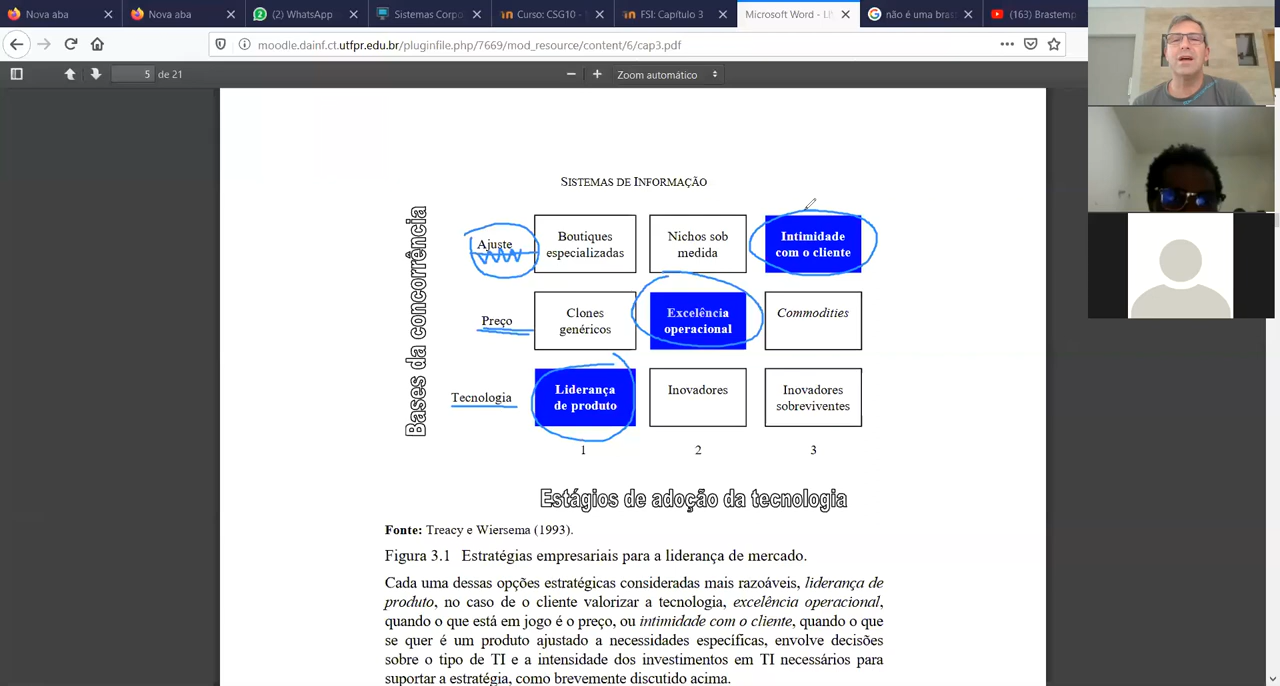 Nova aba
Nova aba
(2) WhatsApp
Sistemas Corpo
Curso: CSG10 -
FSI: Capítulo 3
Microsoft Word -
não é uma bras
(163) Brastemp
moodle.dainf.ct.utfpr.edu.br/pluginfile.php/7669/mod_resource/content/6/cap3.pdf
5 de 21
Zoom automático
SISTEMAS DE INFORMAÇÃO
Bases da concorrência
Ajuste
Boutiques
especializadas
Nichos sob
medida
Intimidade
com o cliente
Preço
Clones
genéricos
Excelência
operacional
Commodities
Tecnologia
Liderança
de produto
Inovadores
Inovadores
sobreviventes
1 2 3
Estágios de adoção da tecnologia
Fonte: Treacy e Wiersema (1993).
Figura 3.1 Estratégias empresariais para a liderança de mercado.
Cada uma dessas opções estratégicas consideradas mais razoáveis, liderança de
produto, no caso de o cliente valorizar a tecnologia, excelência operacional,
quando o que está em jogo é o preço, ou intimidade com o cliente, quando o que
se quer é um produto ajustado a necessidades específicas, envolve decisões
sobre o tipo de TI e a intensidade dos investimentos em TI necessários para
suportar a estratégia, como brevemente discutido acima.